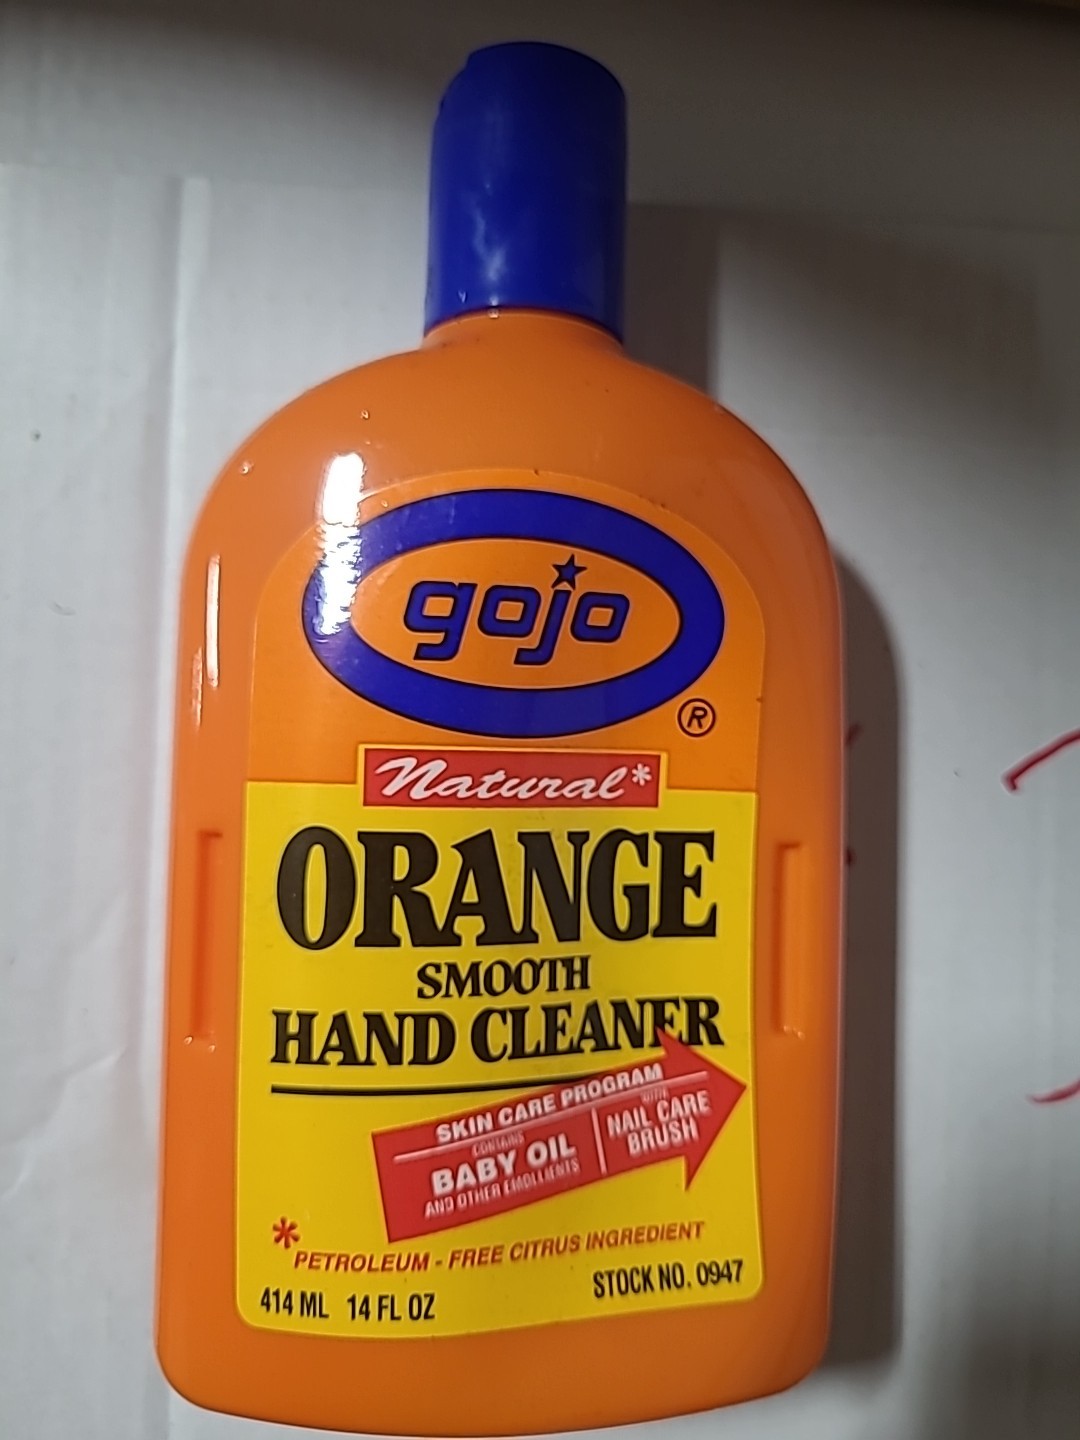 gojo
®
Natural*
ORANGE
SMOOTH
HAND CLEANER
SKIN CARE PROGRAM
CONTAINS
BABY OIL
AND OTHER EMOLLIENTS
WITH
NAIL CARE
BRUSH
*PETROLEUM - FREE CITRUS INGREDIENT
414 ML 14 FL OZ
STOCK NO. 0947